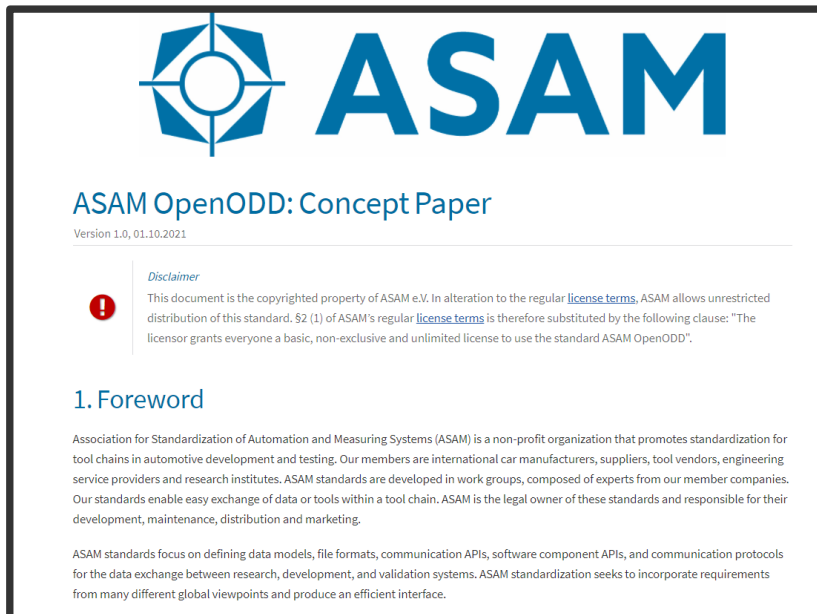 ASAM
ASAM OpenODD: Concept Paper
Version 1.0, 01.10.2021
Disclaimer
This document is the copyrighted property of ASAM e.V. In alteration to the regular license terms, ASAM allows unrestricted
distribution of this standard. §2 (1) of ASAM's regular license terms is therefore substituted by the following clause: "The
licensor grants everyone a basic, non-exclusive and unlimited license to use the standard ASAM OpenODD".
1. Foreword
Association for Standardization of Automation and Measuring Systems (ASAM) is a non-profit organization that promotes standardization for
tool chains in automotive development and testing. Our members are international car manufacturers, suppliers, tool vendors, engineering
service providers and research institutes. ASAM standards are developed in work groups, composed of experts from our member companies.
Our standards enable easy exchange of data or tools within a tool chain. ASAM is the legal owner of these standards and responsible for their
development, maintenance, distribution and marketing.
ASAM standards focus on defining data models, file formats, communication APIs, software component APIs, and communication protocols
for the data exchange between research, development, and validation systems. ASAM standardization seeks to incorporate requirements
from many different global viewpoints and produce an efficient interface.